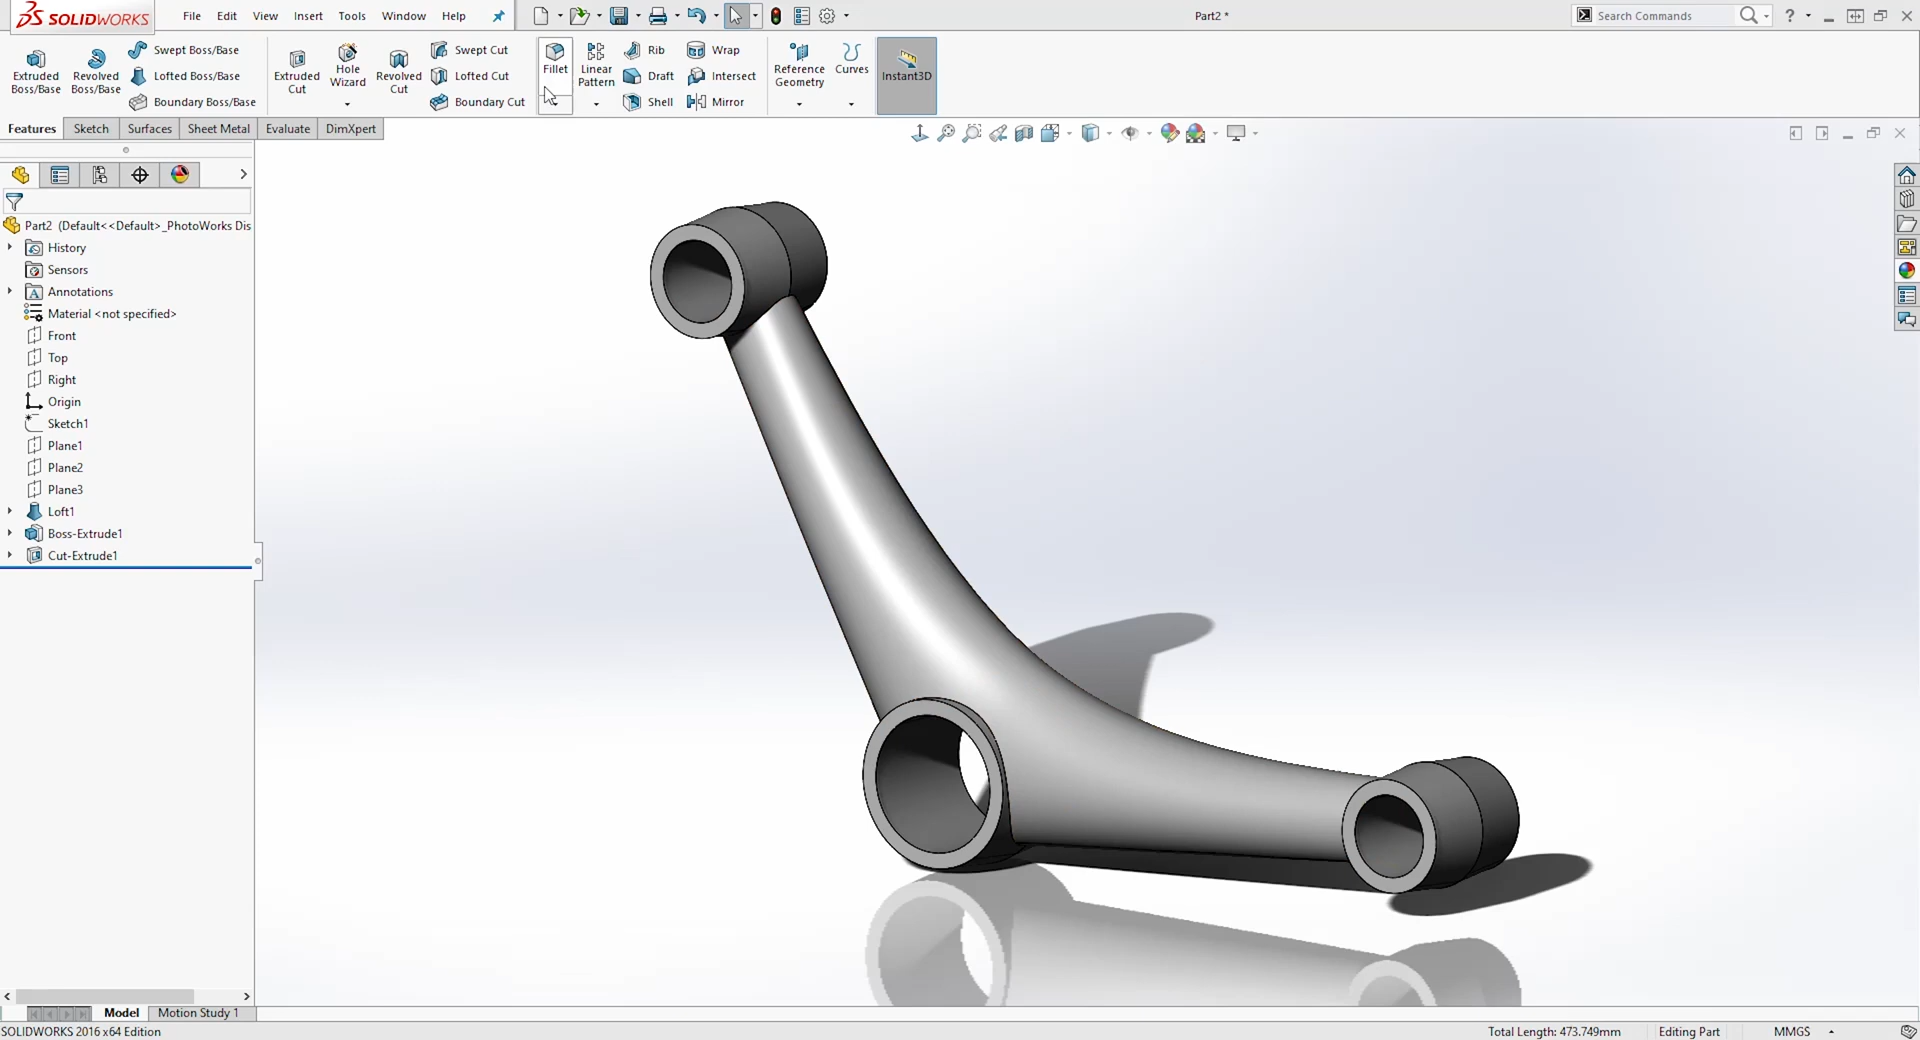 SOLIDWORKS File Edit View Insert Tools Window Help Part2 * Search Commands ?
Extruded Boss/Base
Revolved Boss/Base
Swept Boss/Base
Lofted Boss/Base
Boundary Boss/Base
Extruded Cut
Hole Wizard
Revolved Cut
Swept Cut
Lofted Cut
Boundary Cut
Fillet
Linear Pattern
Rib
Draft
Shell
Wrap
Intersect
Mirror
Reference Geometry
Curves
Instant3D
Features Sketch Surfaces Sheet Metal Evaluate DimXpert
Part2 (Default<<Default>_PhotoWorks Dis
History
Sensors
Annotations
Material <not specified>
Front
Top
Right
Origin
Sketch1
Plane1
Plane2
Plane3
Loft1
Boss-Extrude1
Cut-Extrude1
Model Motion Study 1
SOLIDWORKS 2016 x64 Edition Total Length: 473.749mm Editing Part MMGS